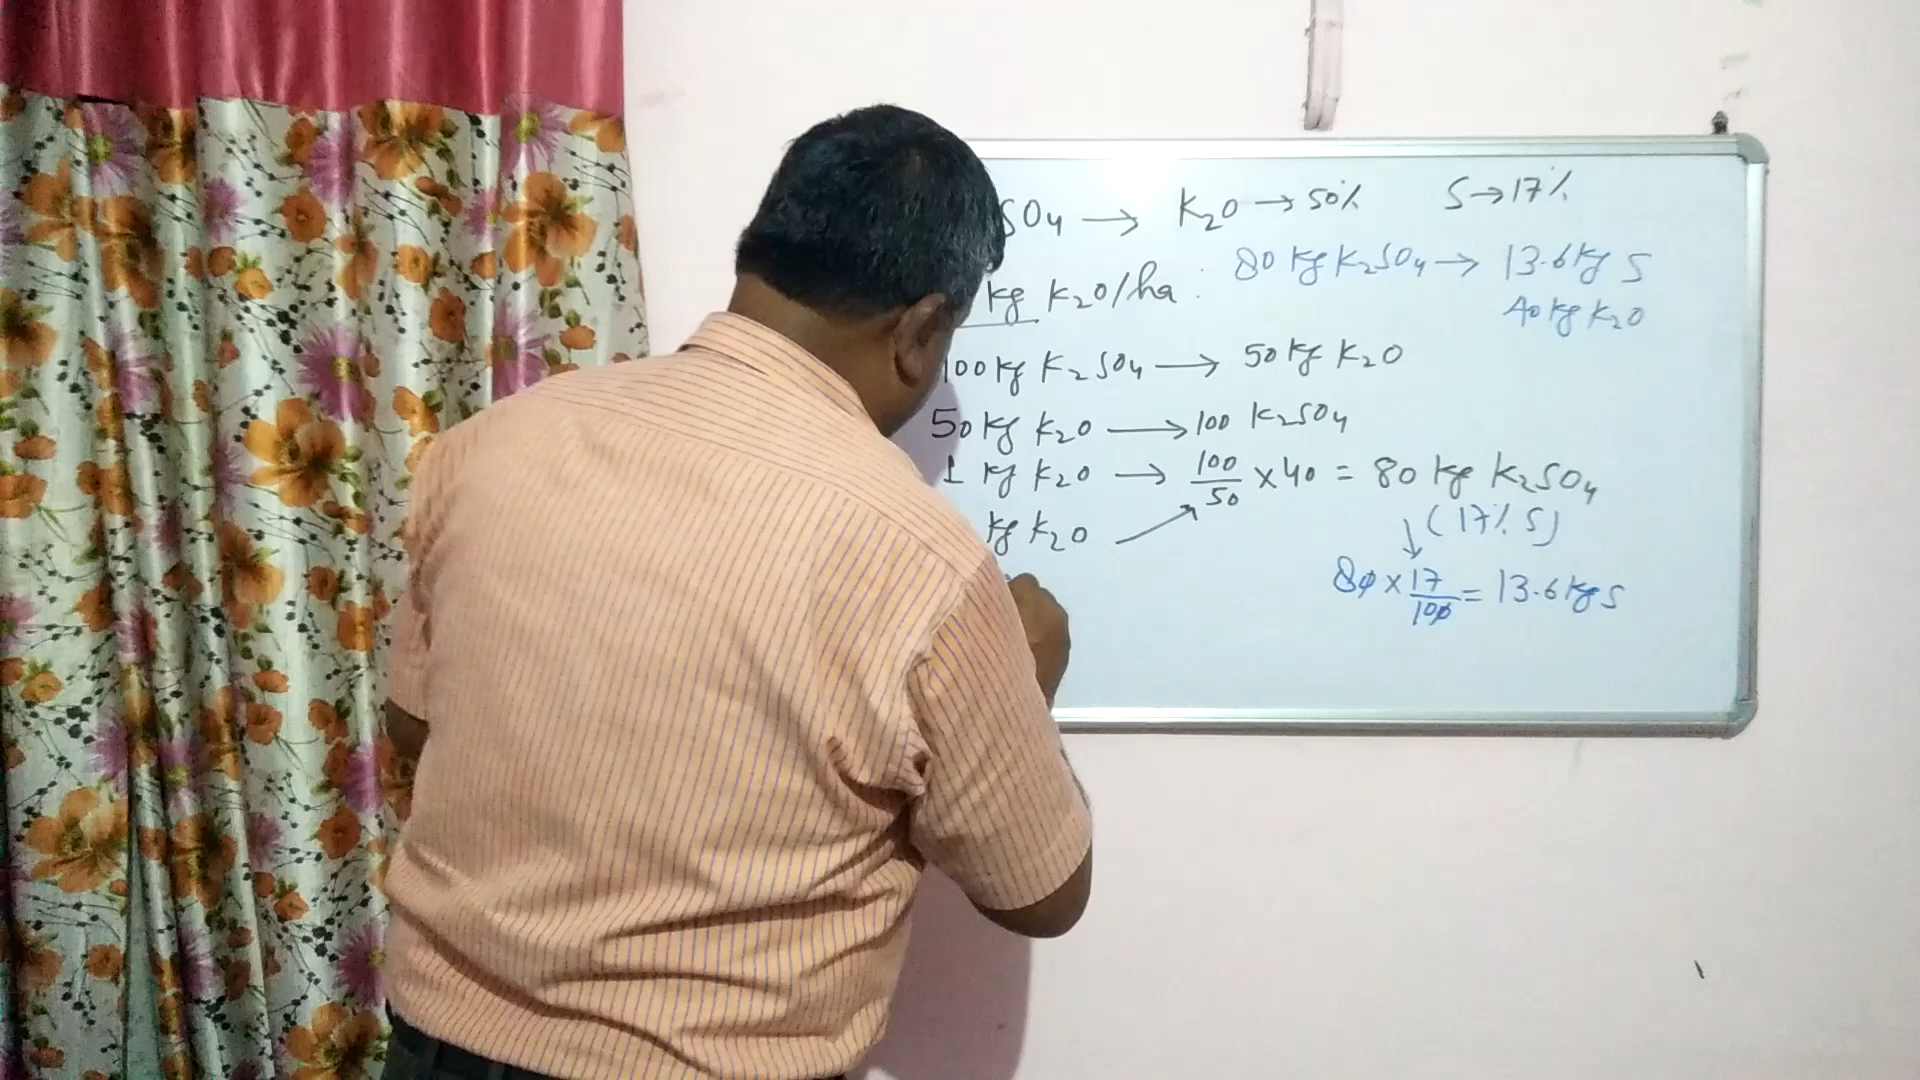 SO4 → K2O → 50% S → 17%
kg K2O/ha : 80 kg K2SO4 → 13.6 kg S
40 kg K2O
100 kg K2SO4 → 50 kg K2O
50 kg K2O → 100 K2SO4
1 kg K2O → 100/50 × 40 = 80 kg K2SO4
kg K2O ↗ ↓ (17% S)
80 × 17/100 = 13.6 kg S